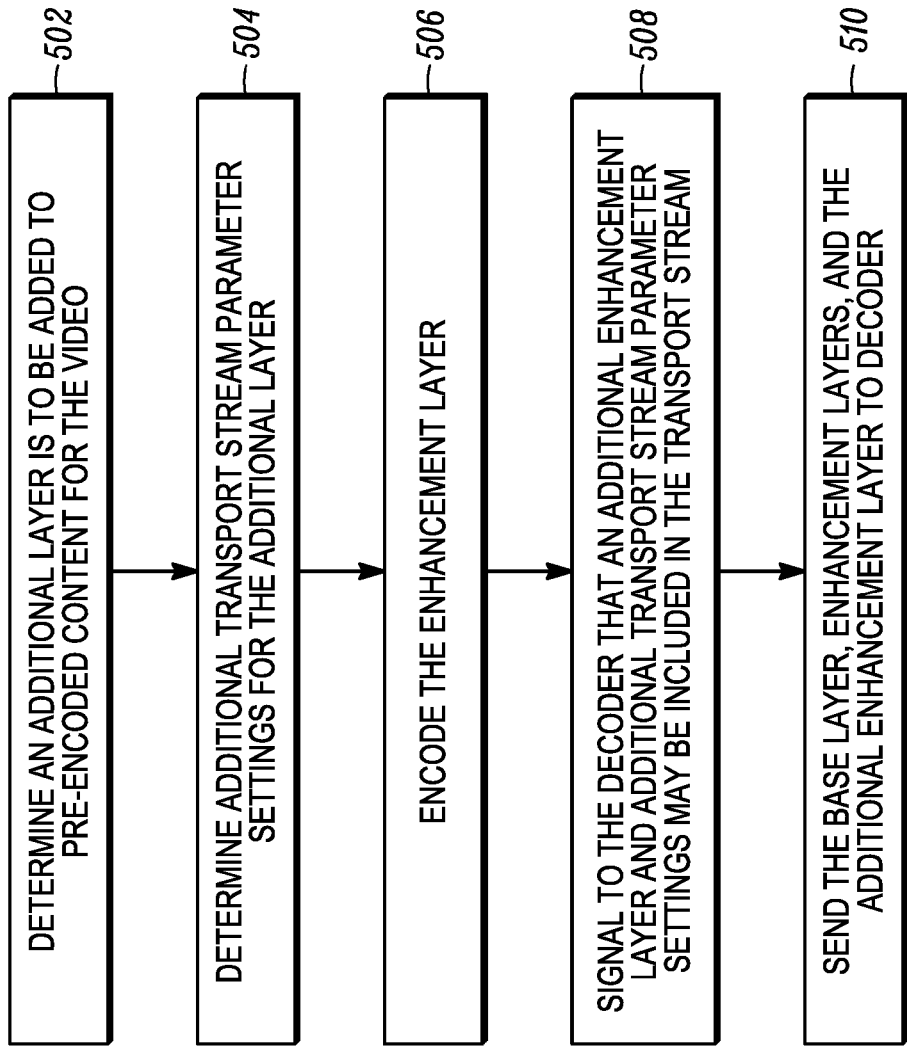 DETERMINE AN ADDITIONAL LAYER IS TO BE ADDED TO
PRE-ENCODED CONTENT FOR THE VIDEO
502
DETERMINE ADDITIONAL TRANSPORT STREAM PARAMETER
SETTINGS FOR THE ADDITIONAL LAYER
504
ENCODE THE ENHANCEMENT LAYER
506
SIGNAL TO THE DECODER THAT AN ADDITIONAL ENHANCEMENT
LAYER AND ADDITIONAL TRANSPORT STREAM PARAMETER
SETTINGS MAY BE INCLUDED IN THE TRANSPORT STREAM
508
SEND THE BASE LAYER, ENHANCEMENT LAYERS, AND THE
ADDITIONAL ENHANCEMENT LAYER TO DECODER
510